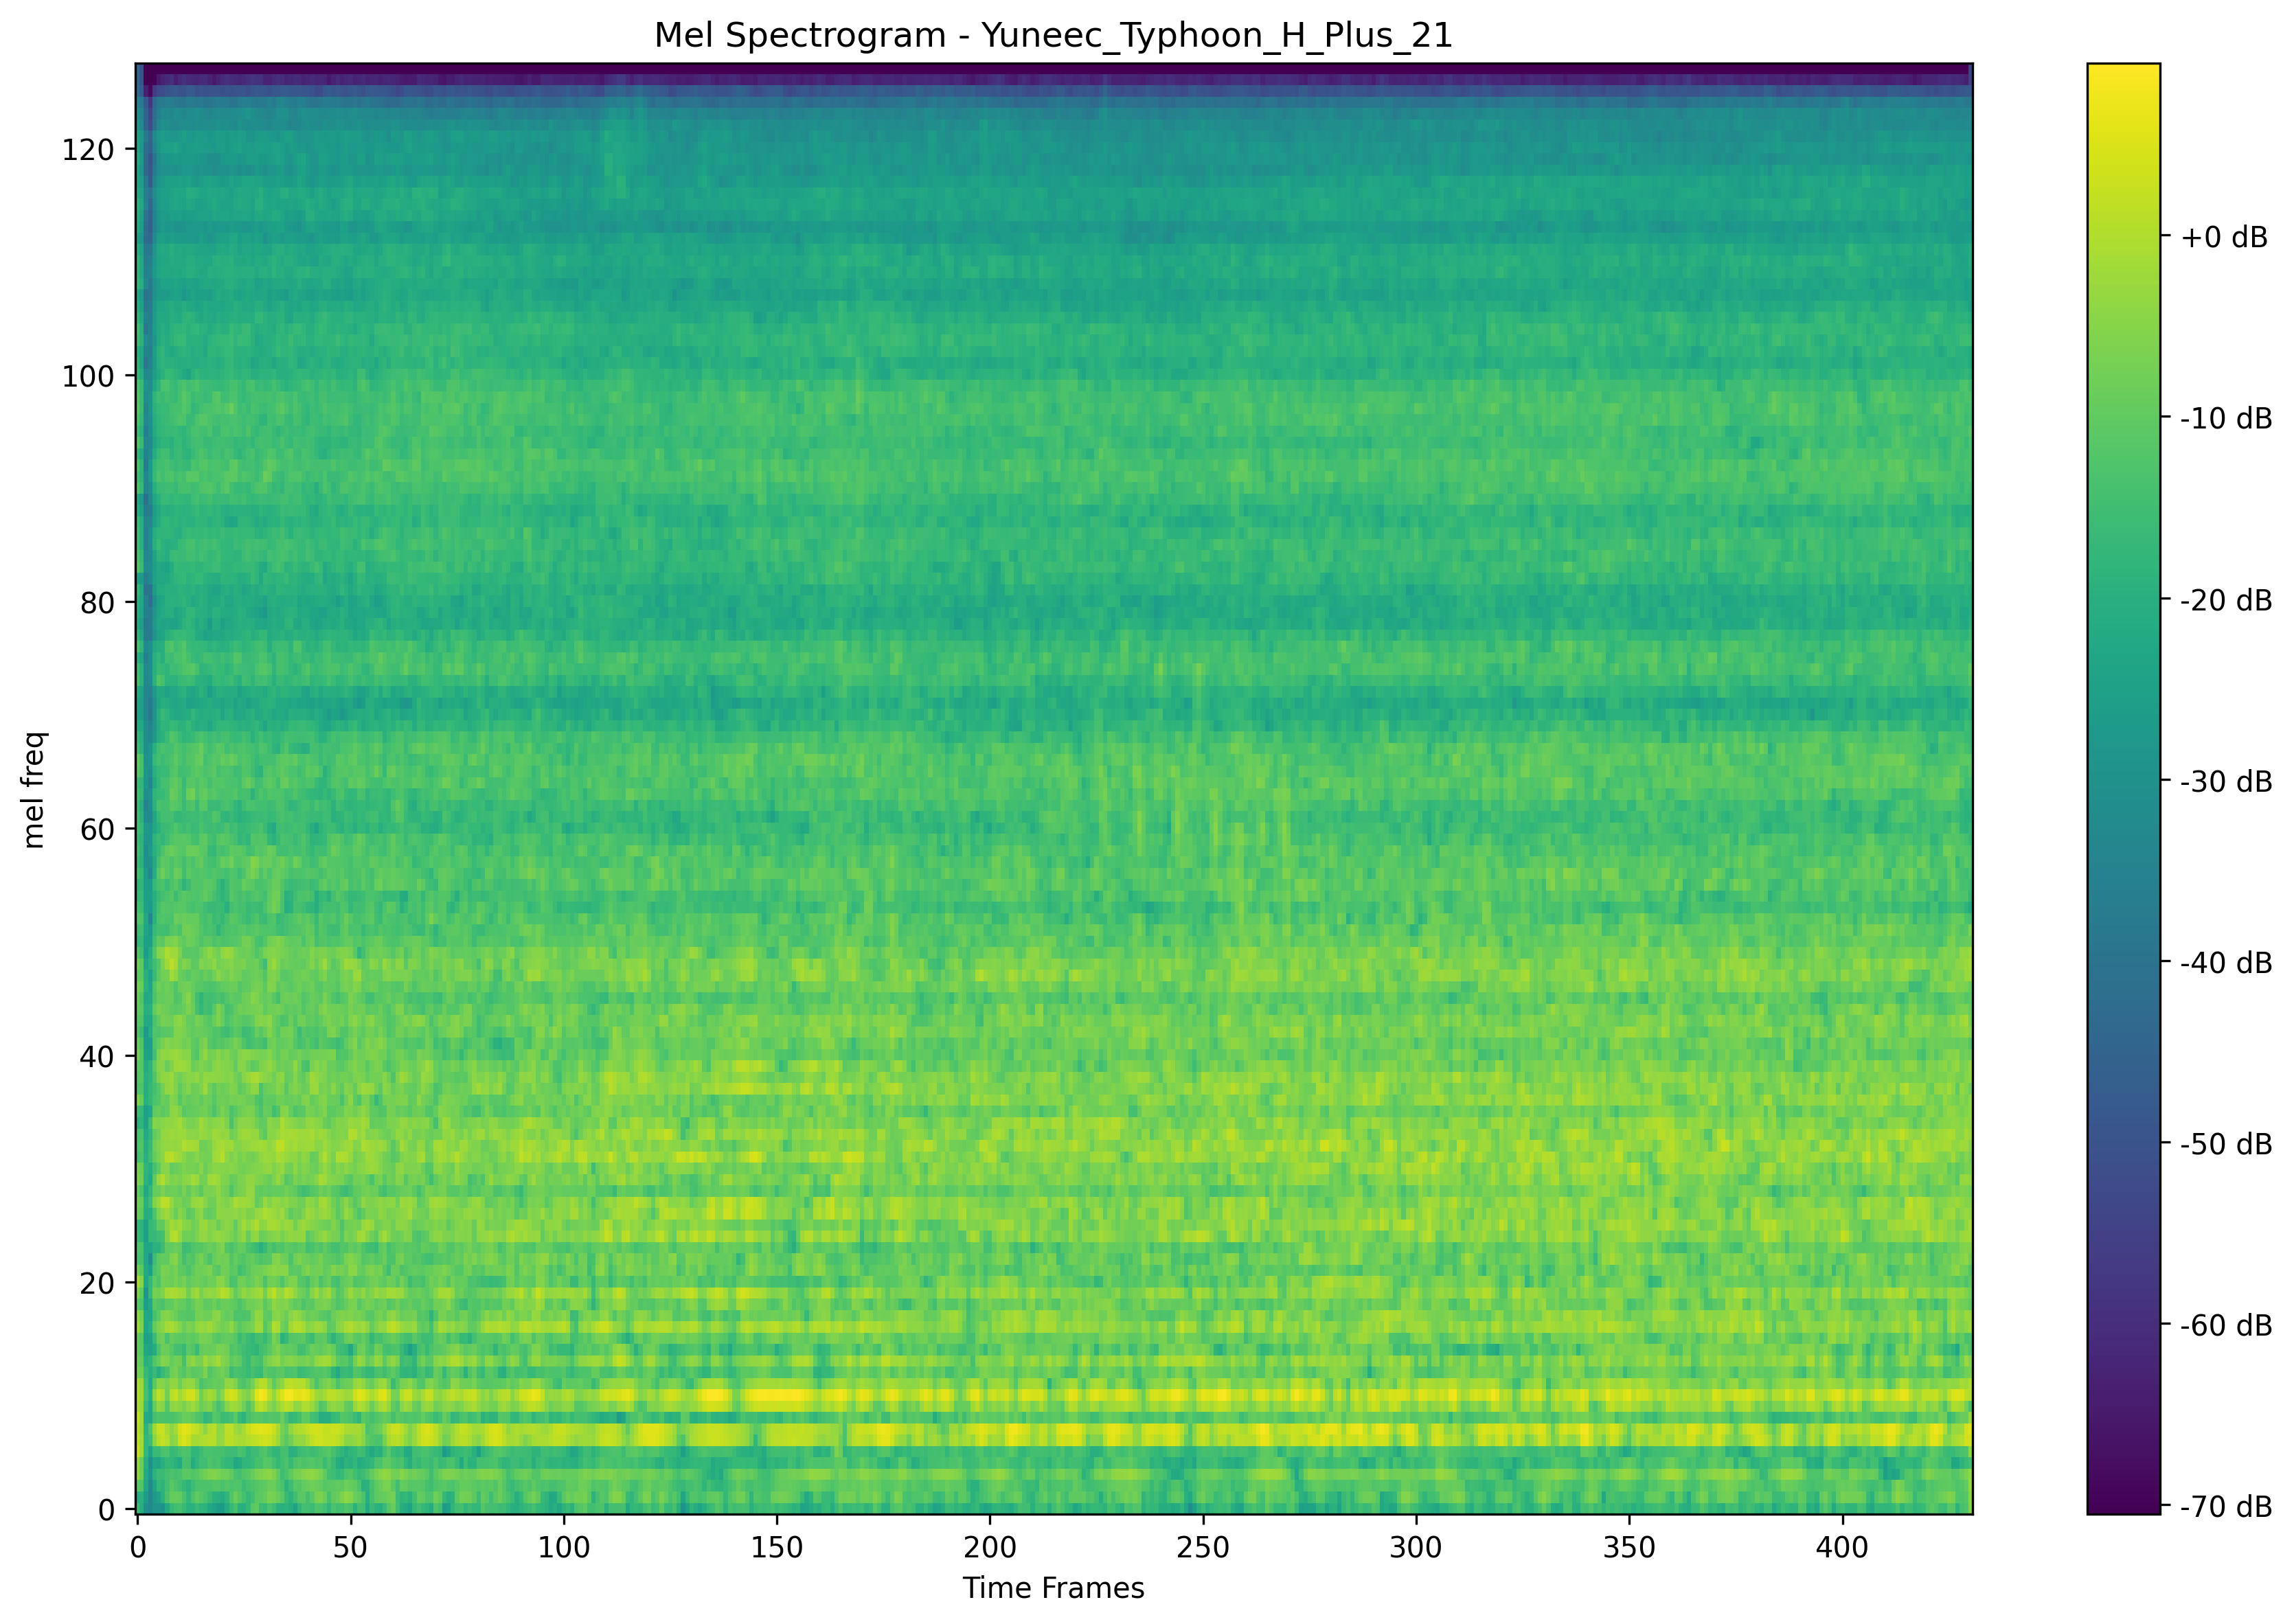 Mel Spectrogram - Yuneec_Typhoon_H_Plus_21
mel freq
120
100
80
60
40
20
0
0 50 100 150 200 250 300 350 400
Time Frames
+0 dB
-10 dB
-20 dB
-30 dB
-40 dB
-50 dB
-60 dB
-70 dB